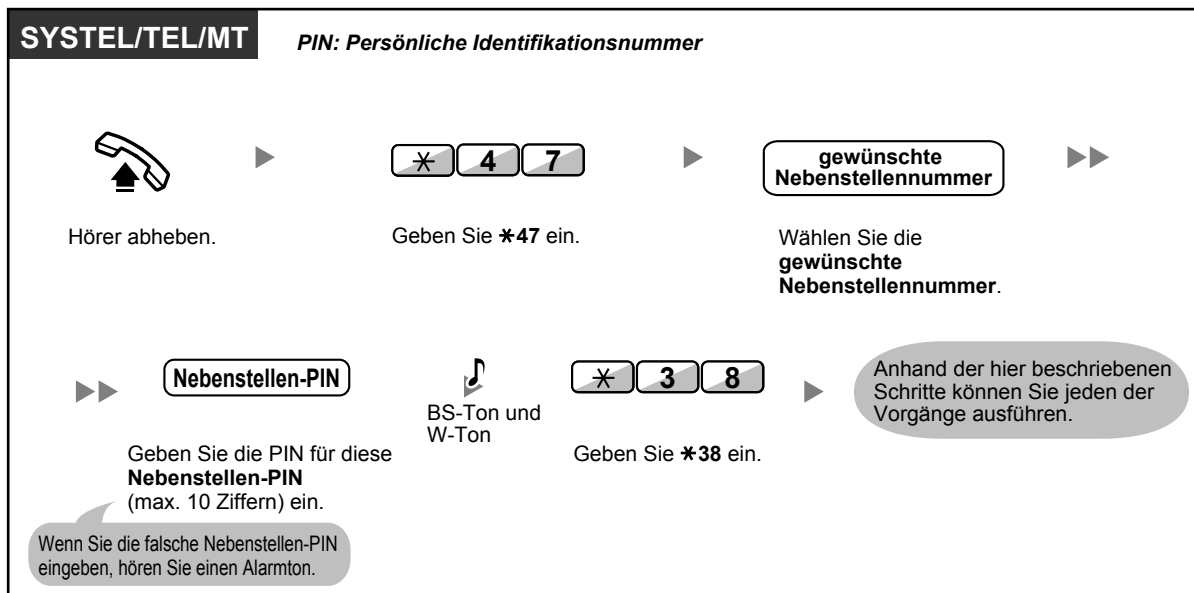 SYSTEL/TEL/MT
PIN: Persönliche Identifikationsnummer
✳ 4 7
gewünschte
Nebenstellennummer
Hörer abheben.
Geben Sie ✳47 ein.
Wählen Sie die
gewünschte
Nebenstellennummer.
Nebenstellen-PIN
BS-Ton und
W-Ton
✳ 3 8
Anhand der hier beschriebenen
Schritte können Sie jeden der
Vorgänge ausführen.
Geben Sie die PIN für diese
Nebenstellen-PIN
(max. 10 Ziffern) ein.
Geben Sie ✳38 ein.
Wenn Sie die falsche Nebenstellen-PIN
eingeben, hören Sie einen Alarmton.